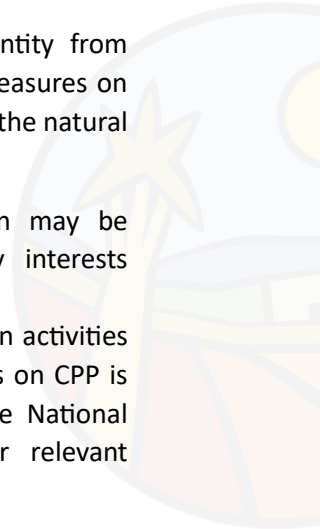 ntity from
easures on
the natural
n may be
interests
n activities
s on CPP is
e National
r relevant